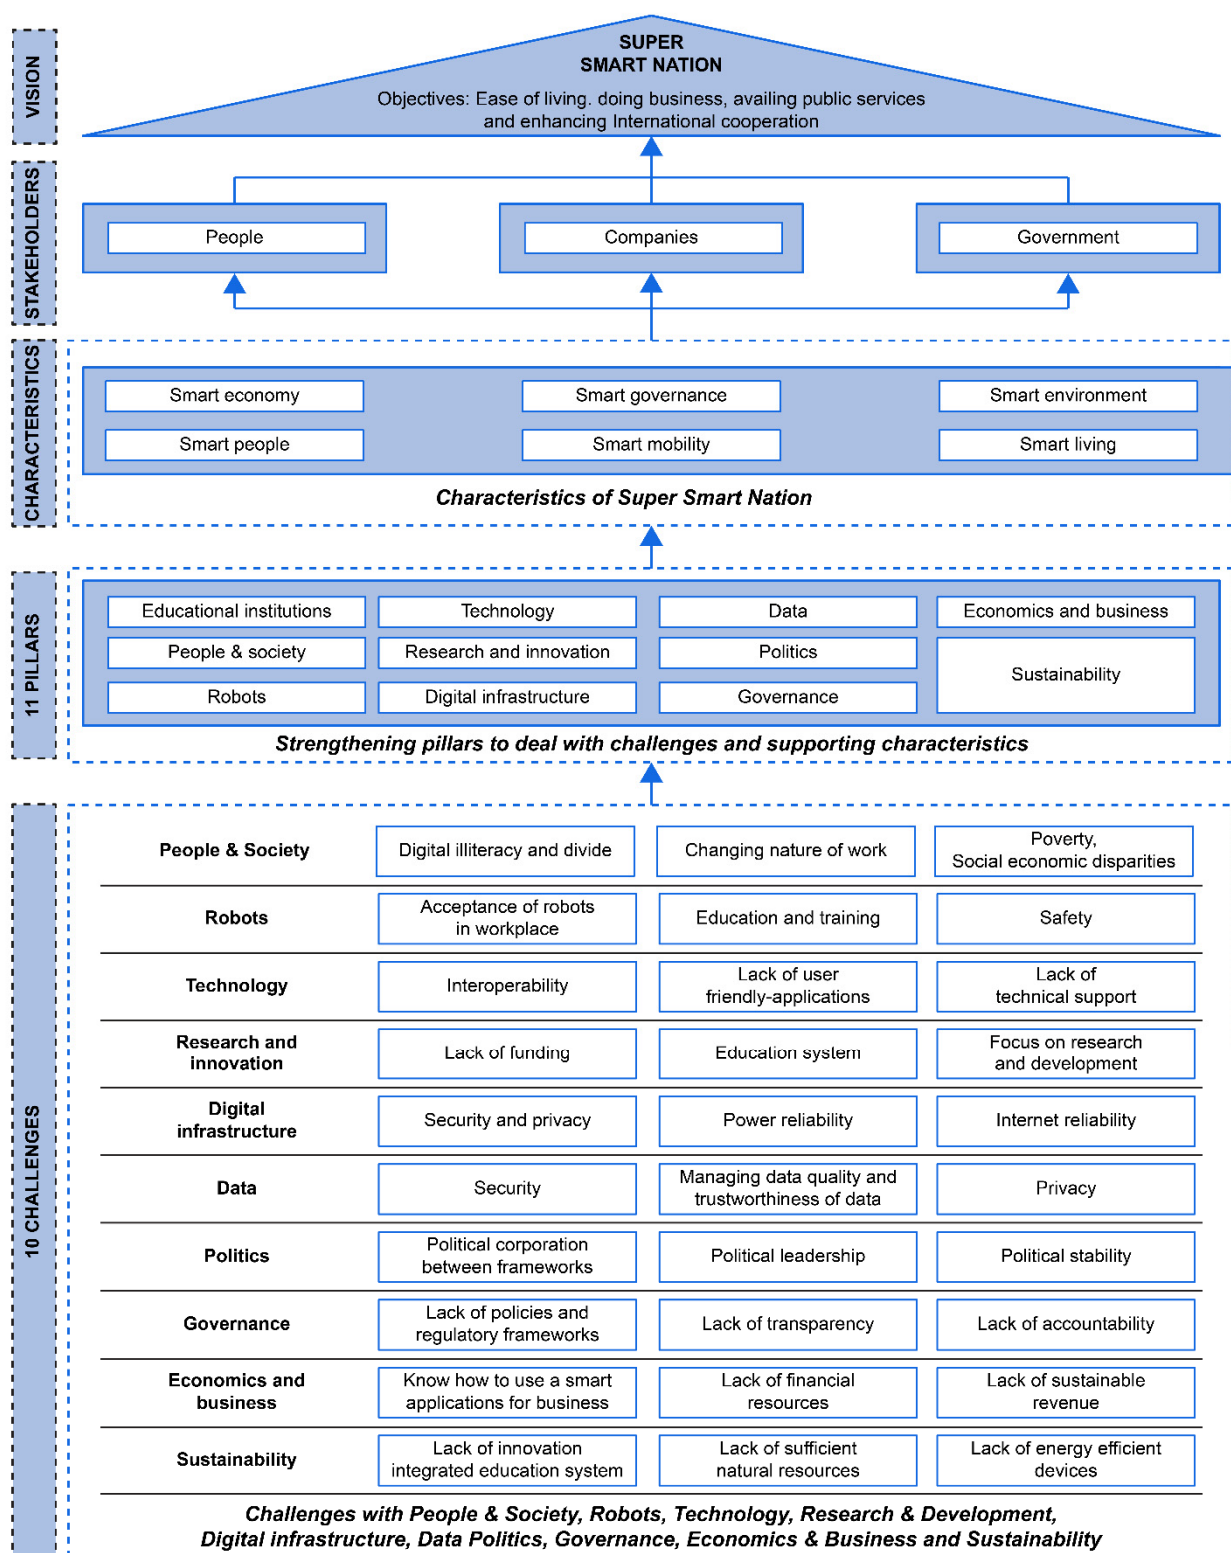 VISION
SUPER
SMART NATION
Objectives: Ease of living. doing business, availing public services
and enhancing International cooperation
STAKEHOLDERS
People
Companies
Government
CHARACTERISTICS
Smart economy
Smart governance
Smart environment
Smart people
Smart mobility
Smart living
Characteristics of Super Smart Nation
11 PILLARS
Educational institutions
Technology
Data
Economics and business
People & society
Research and innovation
Politics
Sustainability
Robots
Digital infrastructure
Governance
Strengthening pillars to deal with challenges and supporting characteristics
10 CHALLENGES
People & Society
Digital illiteracy and divide
Changing nature of work
Poverty,
Social economic disparities
Robots
Acceptance of robots
in workplace
Education and training
Safety
Technology
Interoperability
Lack of user
friendly-applications
Lack of
technical support
Research and
innovation
Lack of funding
Education system
Focus on research
and development
Digital
infrastructure
Security and privacy
Power reliability
Internet reliability
Data
Security
Managing data quality and
trustworthiness of data
Privacy
Politics
Political corporation
between frameworks
Political leadership
Political stability
Governance
Lack of policies and
regulatory frameworks
Lack of transparency
Lack of accountability
Economics and
business
Know how to use a smart
applications for business
Lack of financial
resources
Lack of sustainable
revenue
Sustainability
Lack of innovation
integrated education system
Lack of sufficient
natural resources
Lack of energy efficient
devices
Challenges with People & Society, Robots, Technology, Research & Development,
Digital infrastructure, Data Politics, Governance, Economics & Business and Sustainability